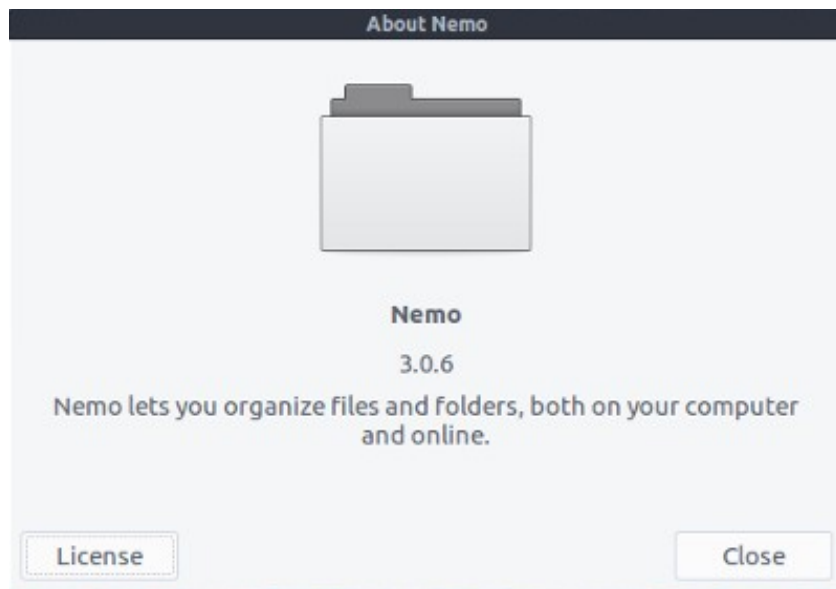 About Nemo
Nemo
3.0.6
Nemo lets you organize files and folders, both on your computer
and online.
License
Close